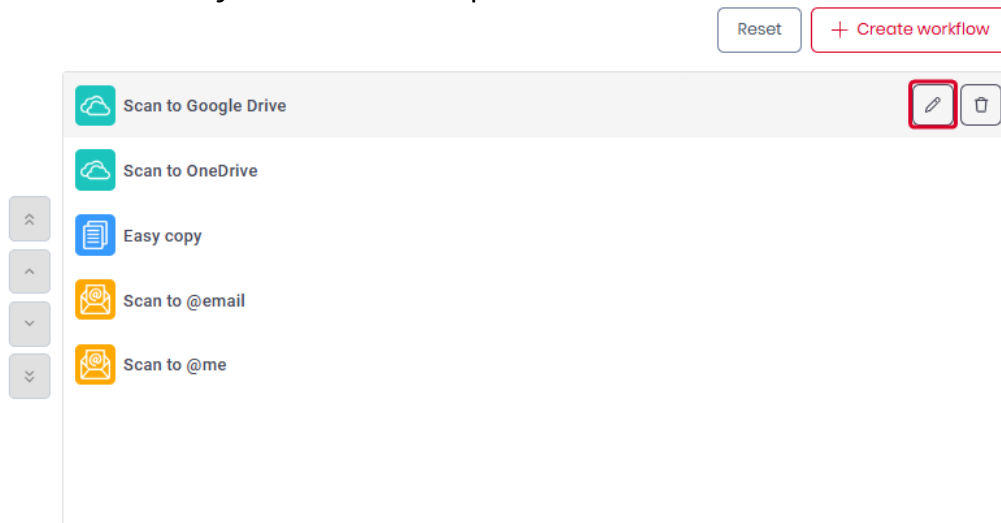 Reset
+ Create workflow
Scan to Google Drive
Scan to OneDrive
Easy copy
Scan to @email
Scan to @me